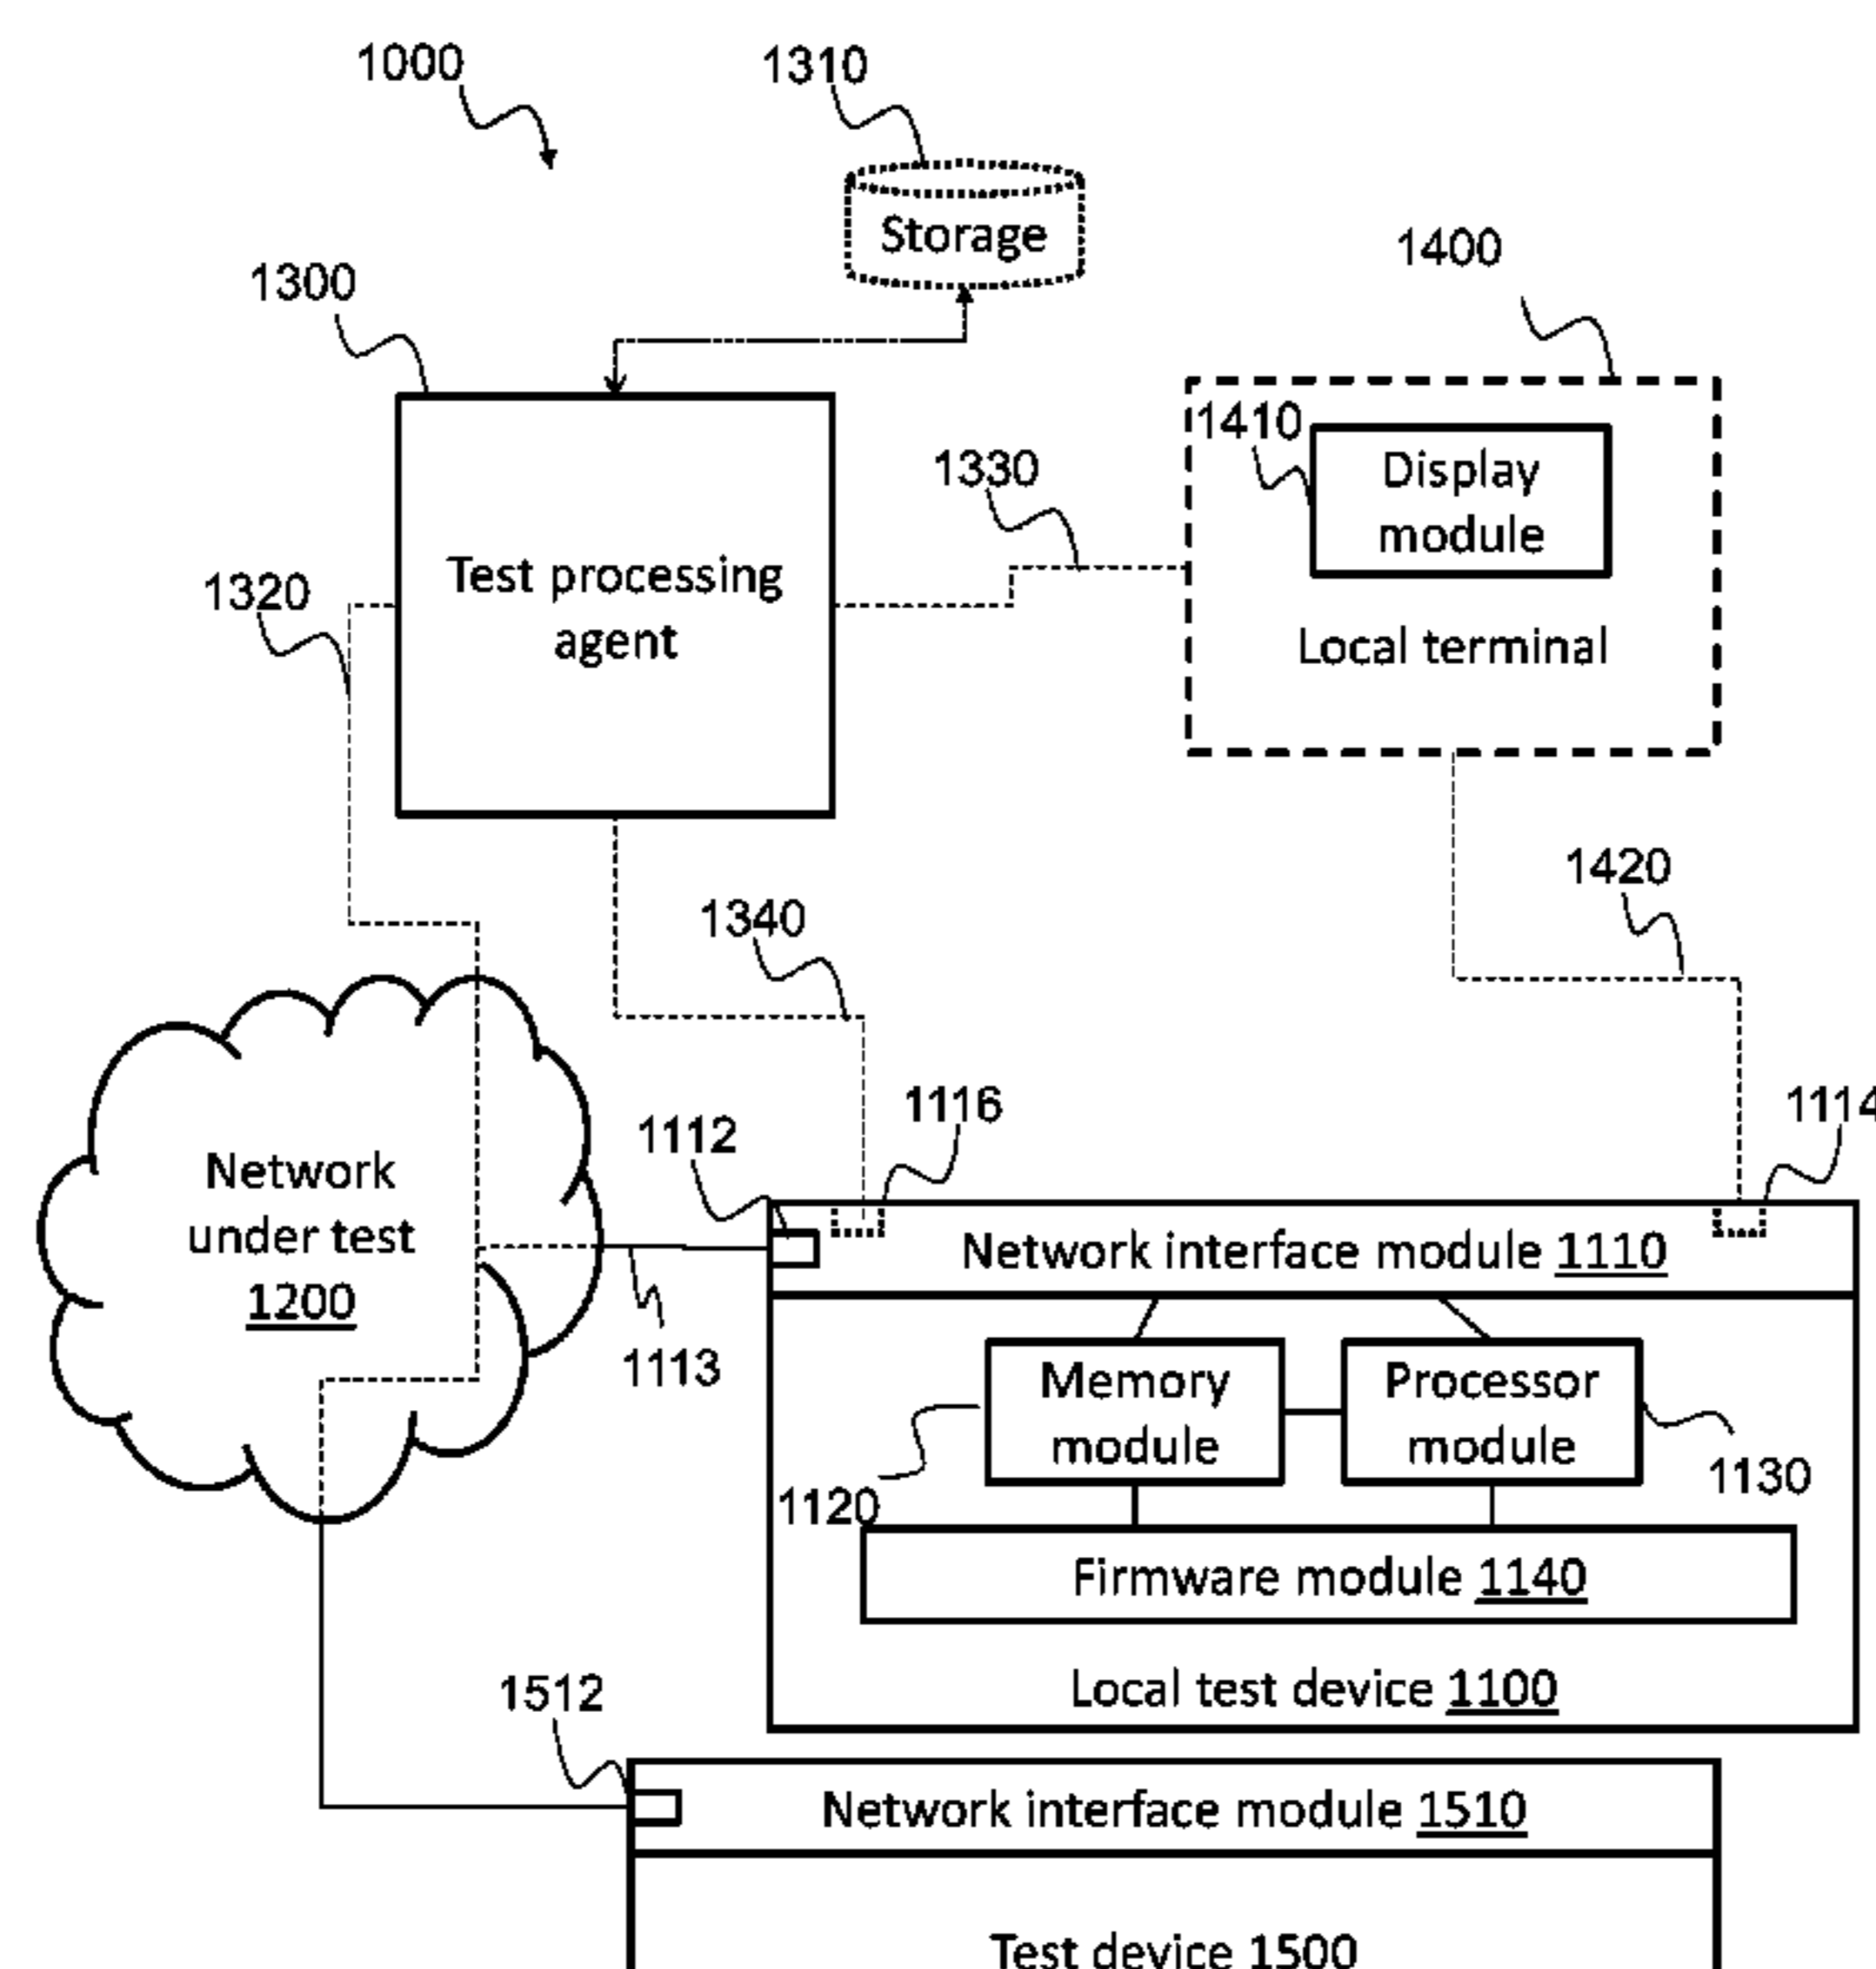 1000
1310
Storage
1400
1300
1410
Display
module
1330
Test processing
agent
1320
Local terminal
1420
1340
1116
1114
1112
Network
under test
1200
Network interface module 1110
1113
Memory
module
Processor
module
1120
1130
Firmware module 1140
Local test device 1100
1512
Network interface module 1510
Test device 1500